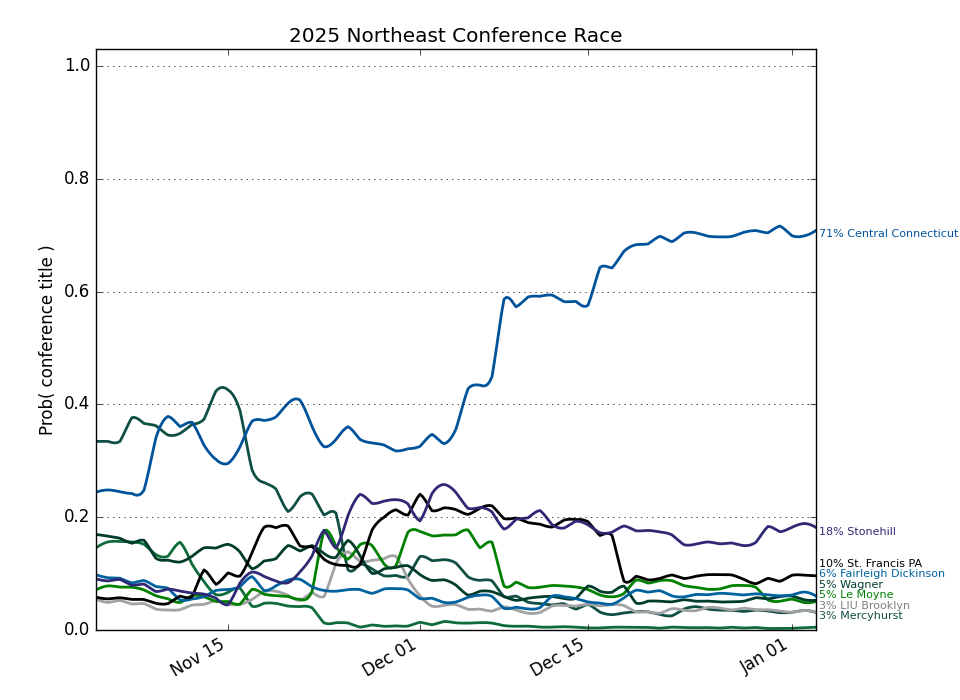 2025 Northeast Conference Race
Prob( conference title )
1.0
0.8
0.6
0.4
0.2
0.0
Nov 15
Dec 01
Dec 15
Jan 01
71% Central Connecticut
18% Stonehill
10% St. Francis PA
6% Fairleigh Dickinson
5% Wagner
5% Le Moyne
3% LIU Brooklyn
3% Mercyhurst